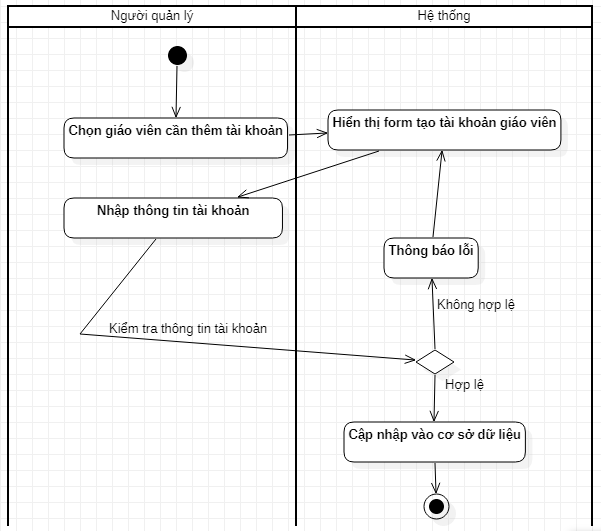 Người quản lý
Hệ thống
Chọn giáo viên cần thêm tài khoản
Hiển thị form tạo tài khoản giáo viên
Nhập thông tin tài khoản
Thông báo lỗi
Không hợp lệ
Kiểm tra thông tin tài khoản
Hợp lệ
Cập nhập vào cơ sở dữ liệu